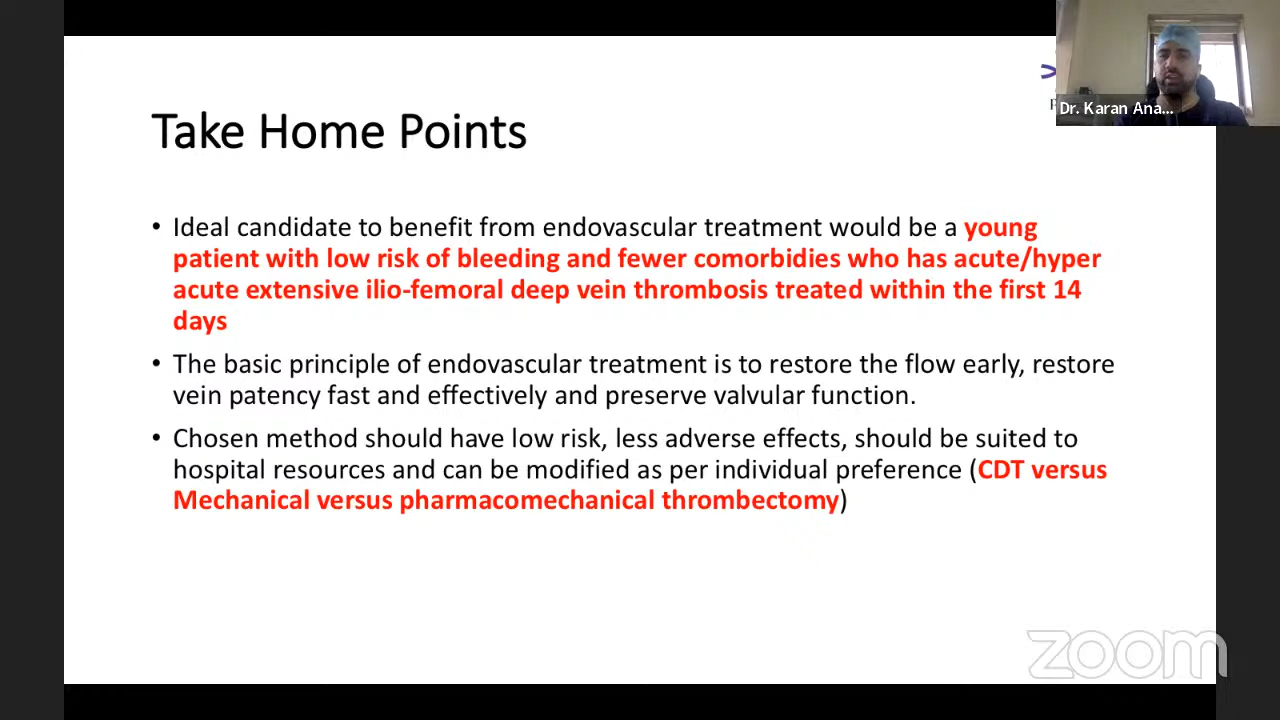 Dr. Karan Ana...
Take Home Points
• Ideal candidate to benefit from endovascular treatment would be a young
patient with low risk of bleeding and fewer comorbidies who has acute/hyper
acute extensive ilio-femoral deep vein thrombosis treated within the first 14
days
• The basic principle of endovascular treatment is to restore the flow early, restore
vein patency fast and effectively and preserve valvular function.
• Chosen method should have low risk, less adverse effects, should be suited to
hospital resources and can be modified as per individual preference (CDT versus
Mechanical versus pharmacomechanical thrombectomy)
zoom